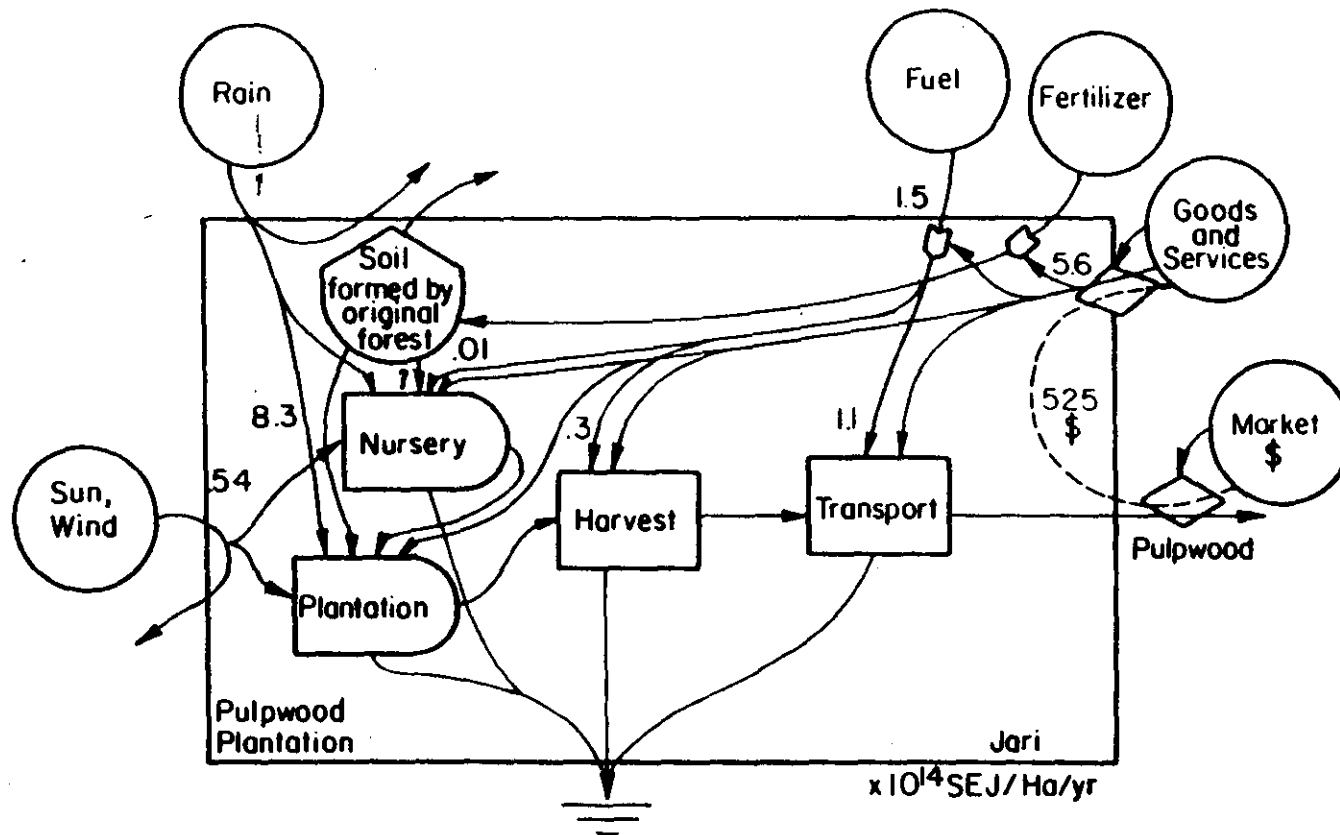 Rain
Fuel
Fertilizer
Goods
and
Services
1.5
5.6
Soil
formed by
original
forest
.01
8.3
Nursery
.3
1.1
525
$
Market
$
Sun,
Wind
.54
Harvest
Transport
Pulpwood
Plantation
Pulpwood
Plantation
Jari
x10¹⁴SEJ/Ha/yr